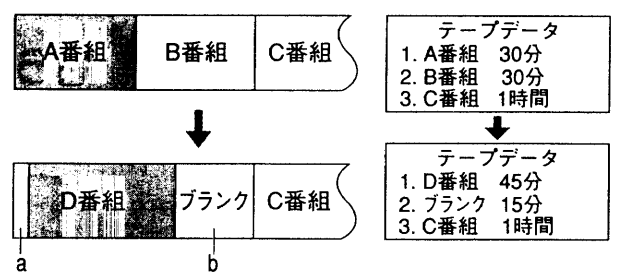 A番組 B番組 C番組
テープデータ
1. A番組 30分
2. B番組 30分
3. C番組 1時間
D番組 ブランク C番組
a b
テープデータ
1. D番組 45分
2. ブランク 15分
3. C番組 1時間